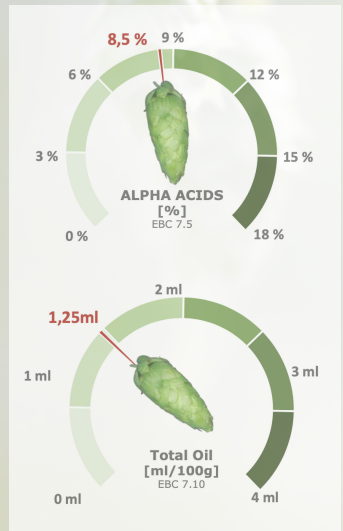 8,5 %
9 %
6 %
12 %
3 %
15 %
0 %
18 %
ALPHA ACIDS
[%]
EBC 7.5
2 ml
1,25ml
1 ml
3 ml
0 ml
4 ml
Total Oil
[ml/100g]
EBC 7.10